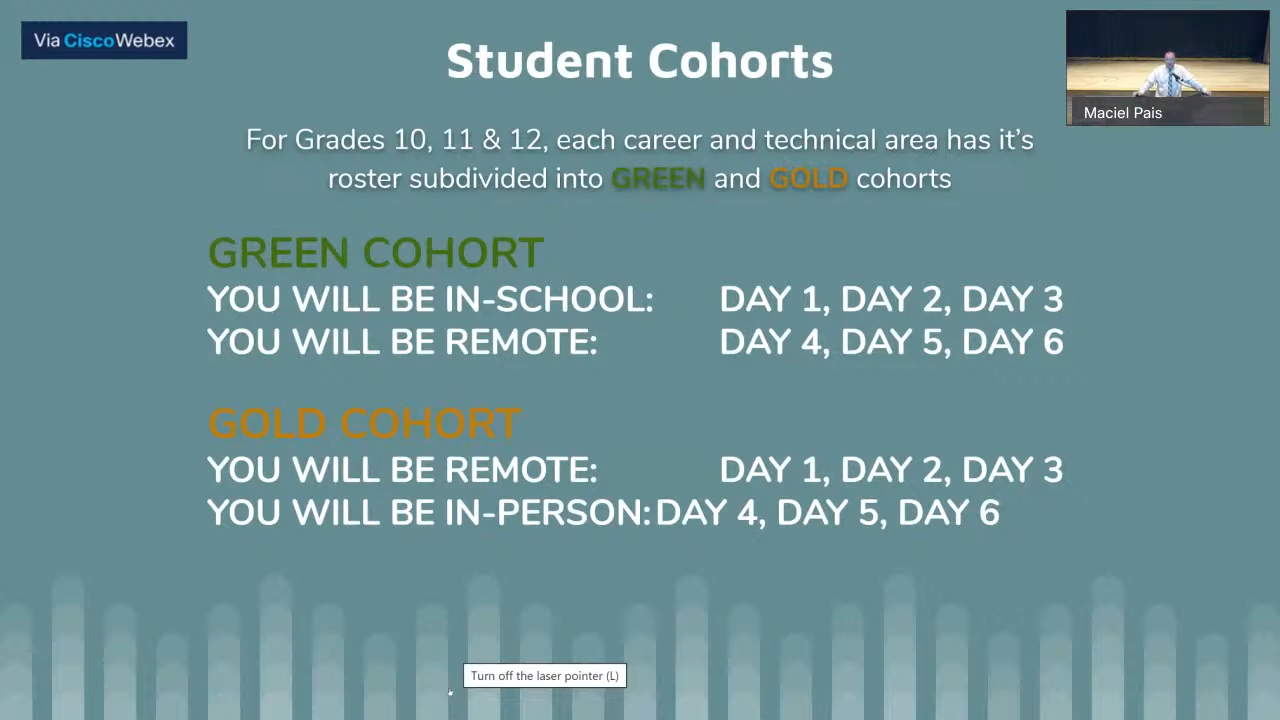 Via CiscoWebex
Student Cohorts
Maciel Pais
For Grades 10, 11 & 12, each career and technical area has it's
roster subdivided into GREEN and GOLD cohorts
GREEN COHORT
YOU WILL BE IN-SCHOOL: DAY 1, DAY 2, DAY 3
YOU WILL BE REMOTE: DAY 4, DAY 5, DAY 6
GOLD COHORT
YOU WILL BE REMOTE: DAY 1, DAY 2, DAY 3
YOU WILL BE IN-PERSON: DAY 4, DAY 5, DAY 6
Turn off the laser pointer (L)